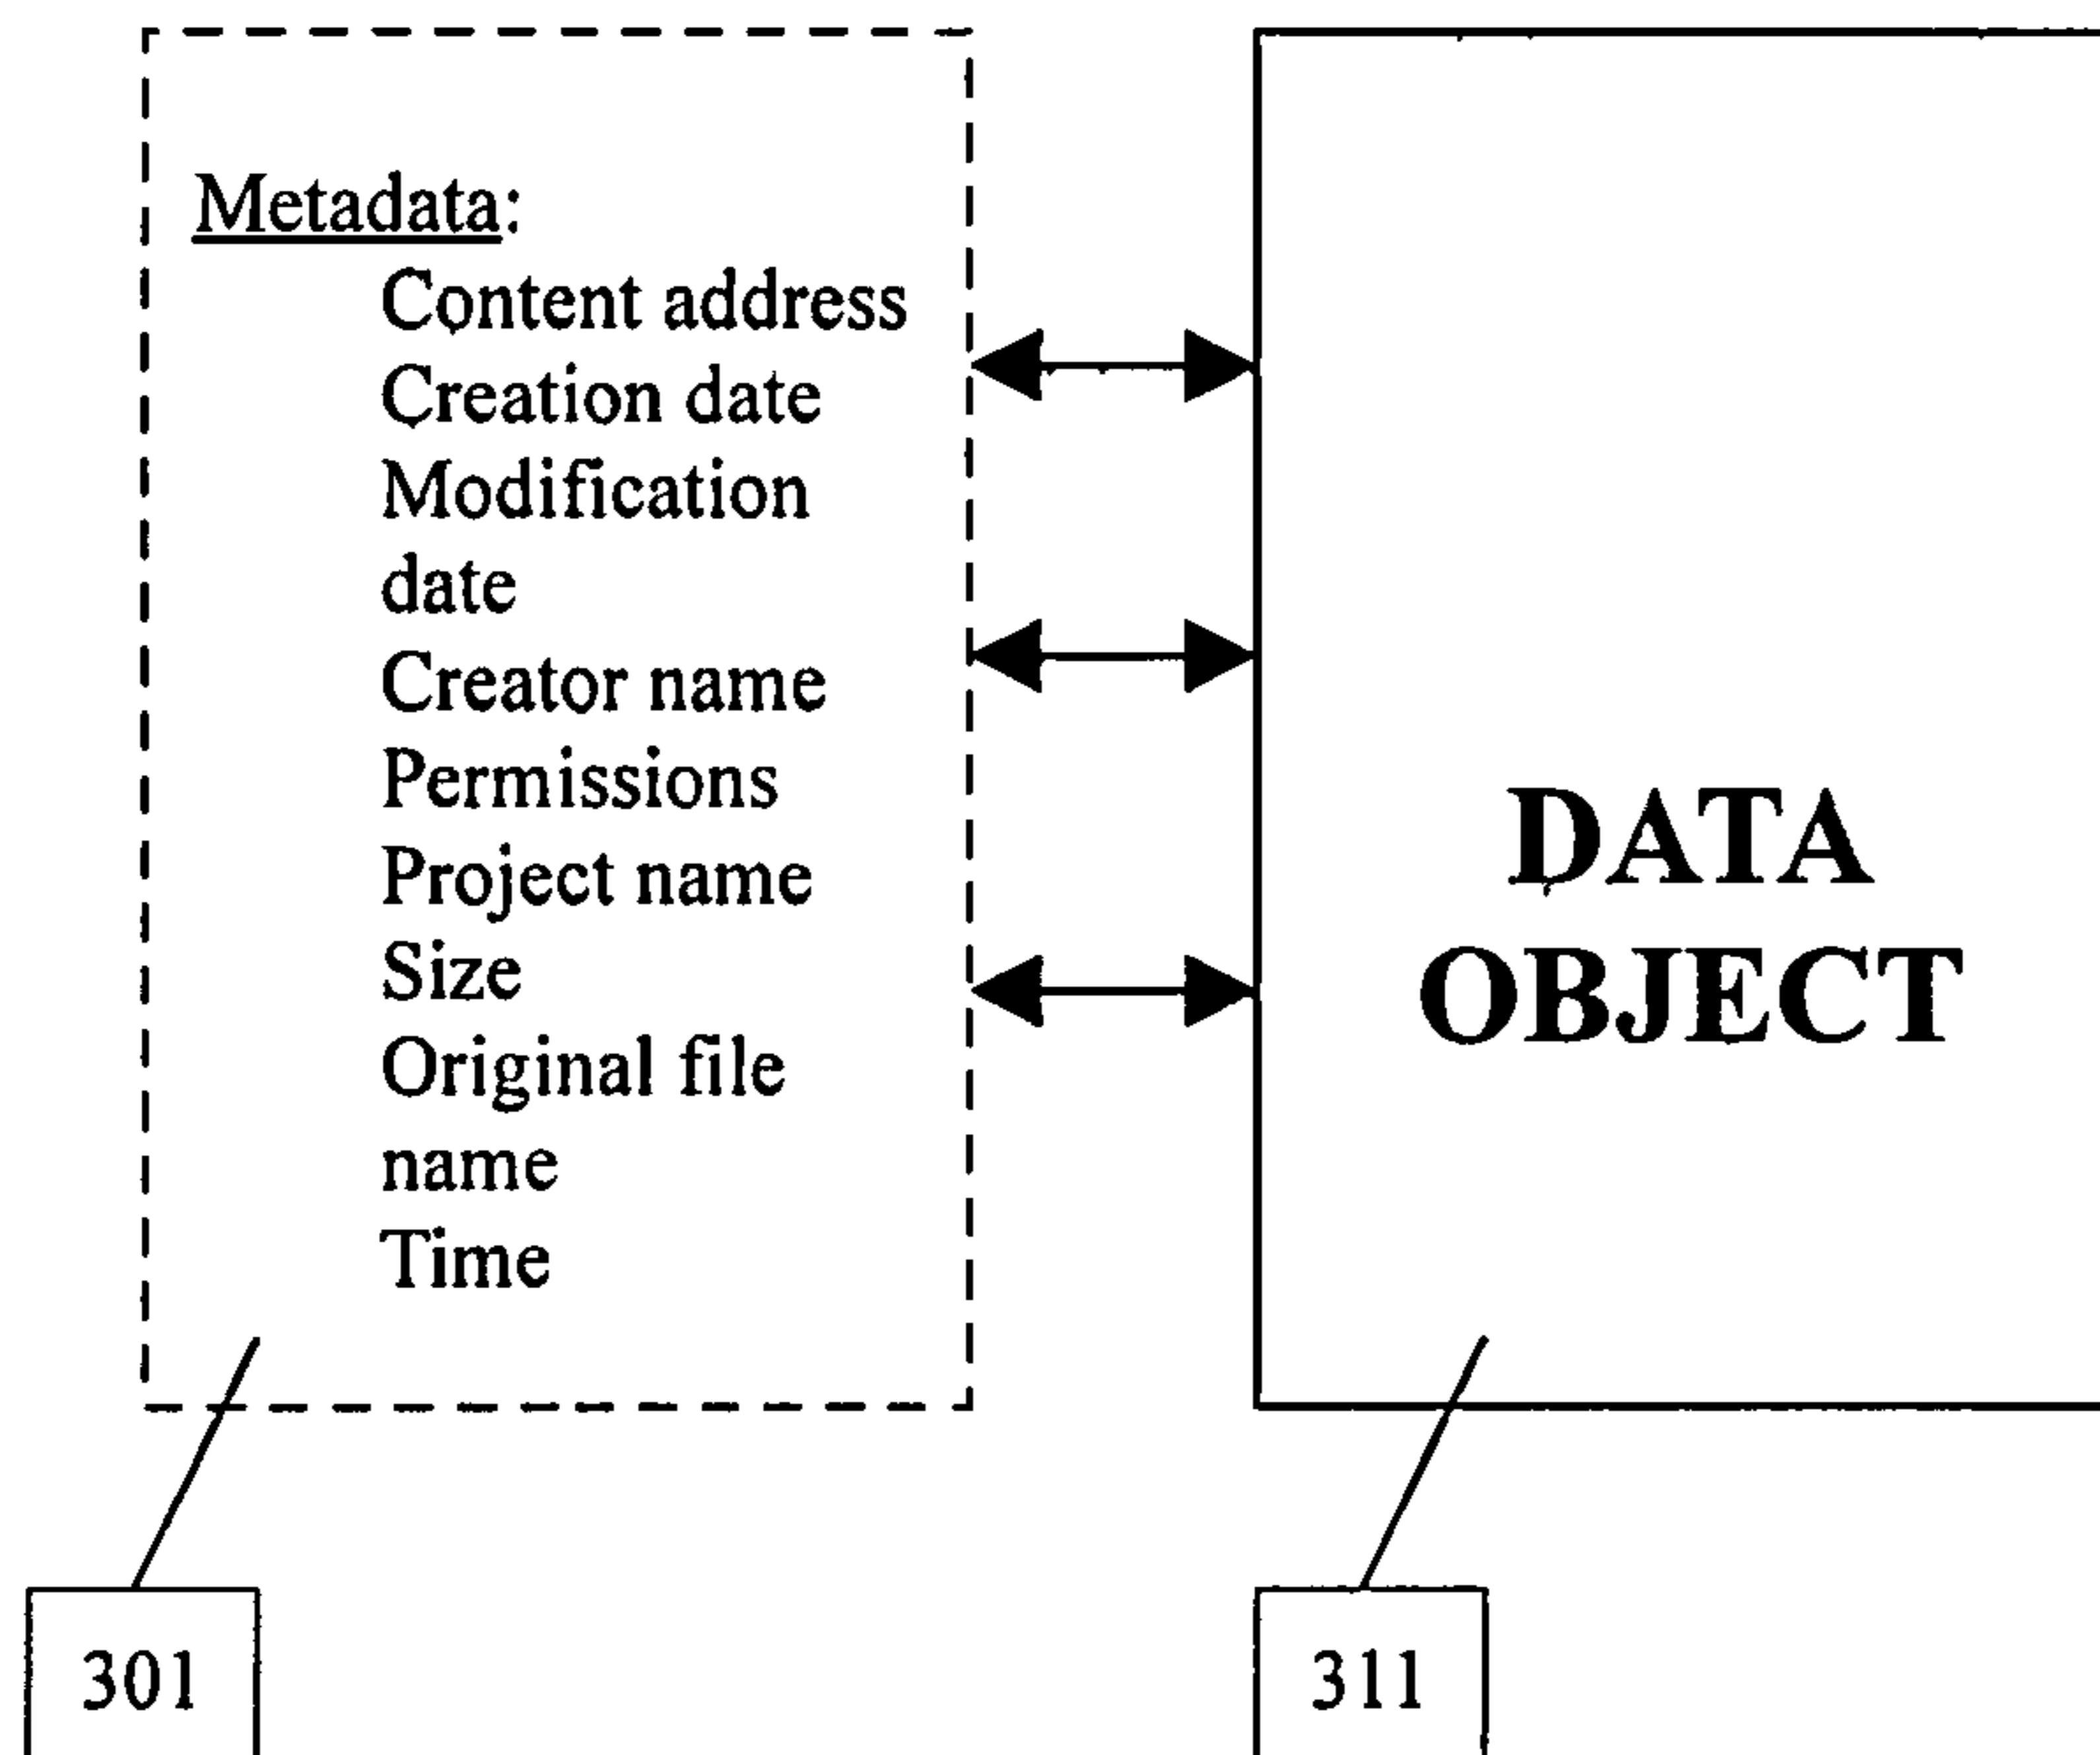 Metadata:
Content address
Creation date
Modification
date
Creator name
Permissions
Project name
Size
Original file
name
Time
DATA
OBJECT
301
311